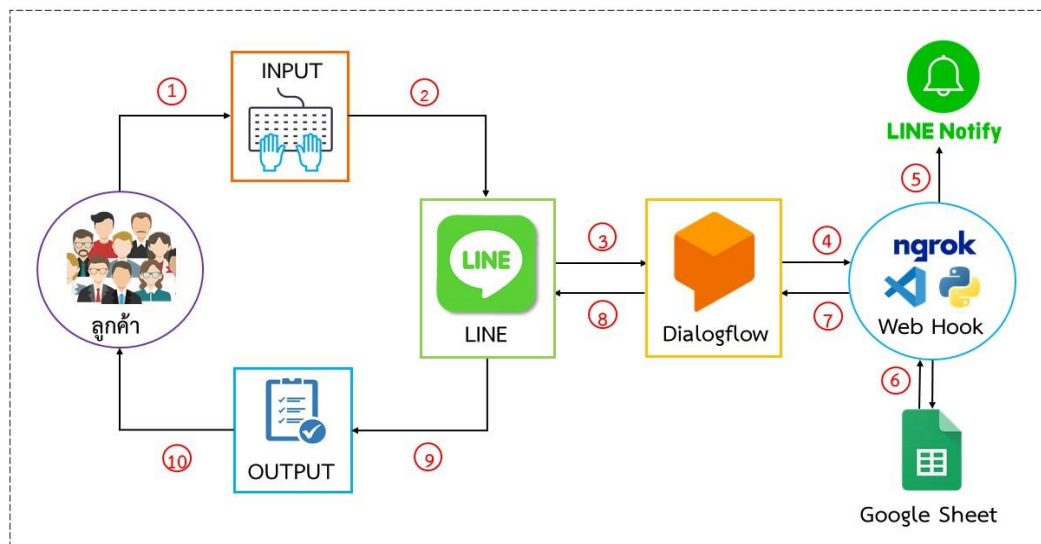 INPUT
1
2
LINE Notify
5
ลูกค้า
LINE
LINE
3
8
Dialogflow
4
7
ngrok
Web Hook
6
Google Sheet
9
OUTPUT
10